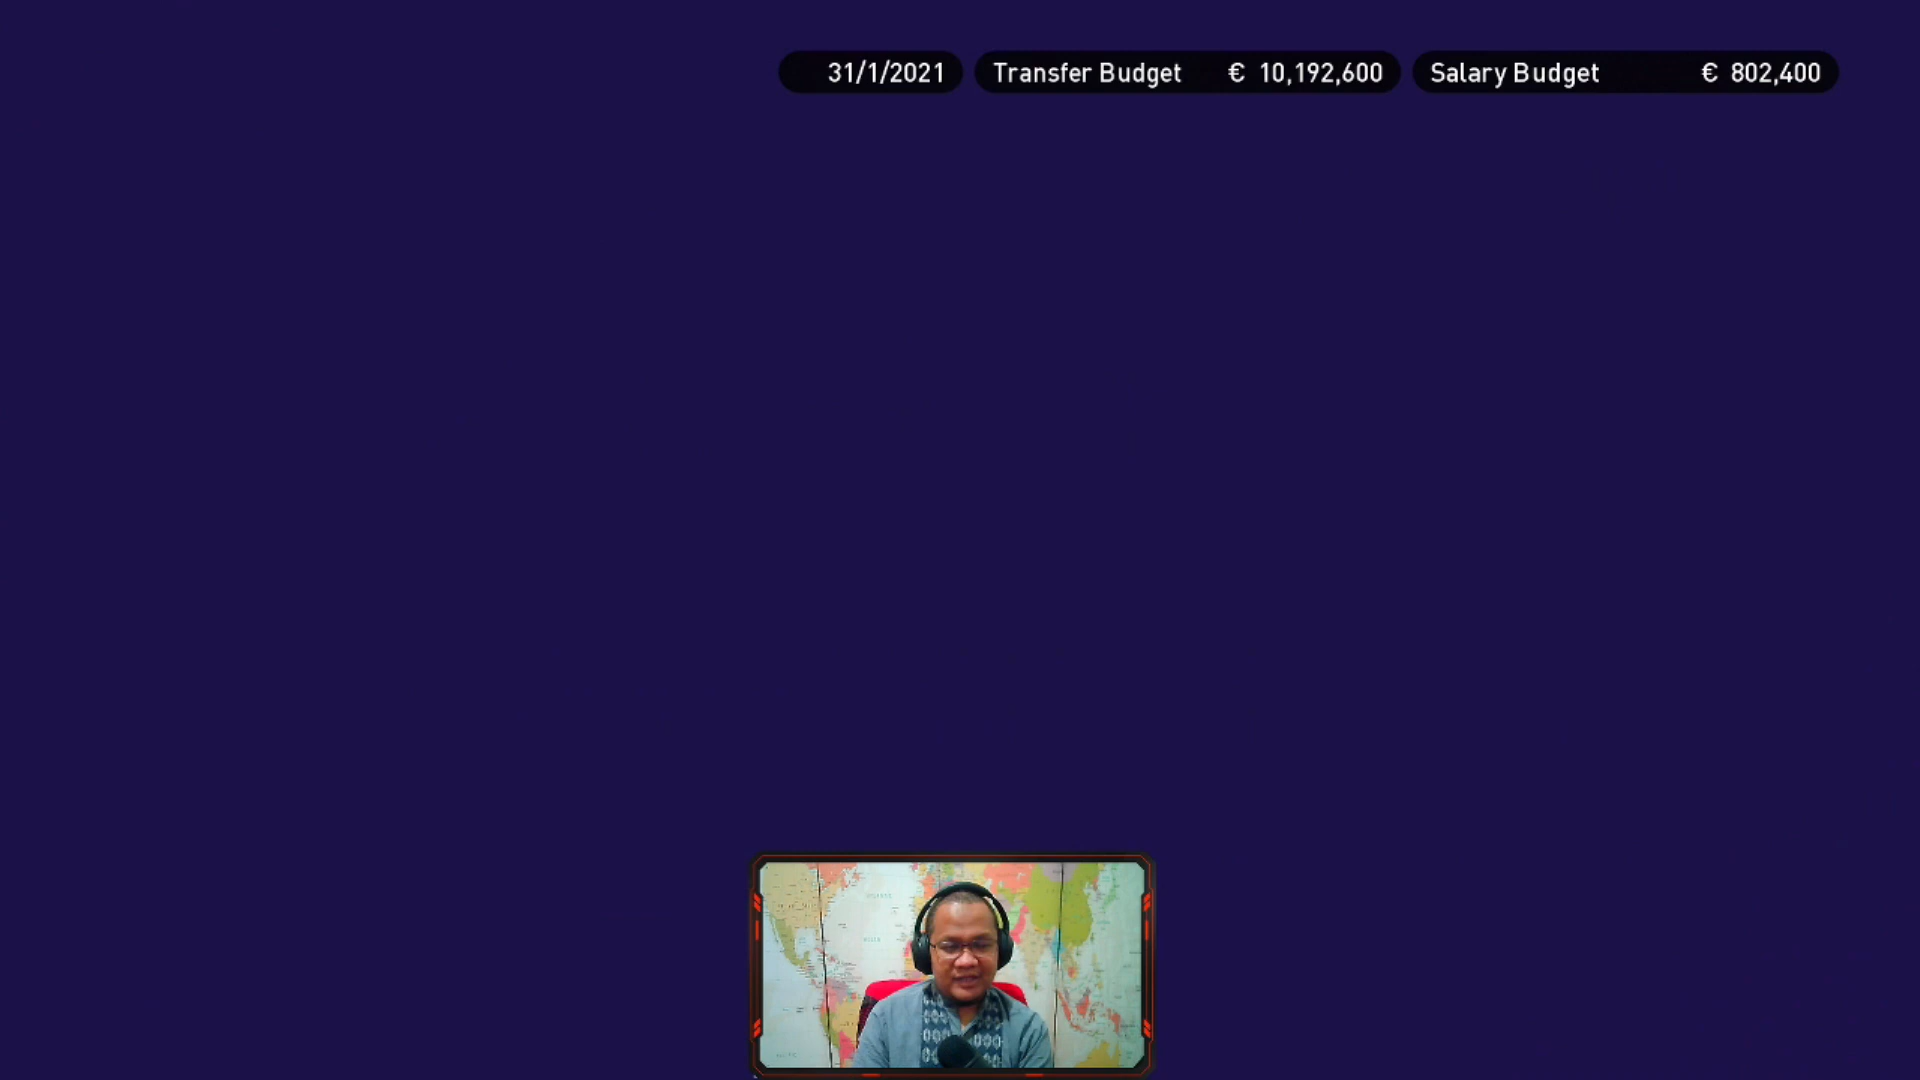 31/1/2021 Transfer Budget € 10,192,600 Salary Budget € 802,400